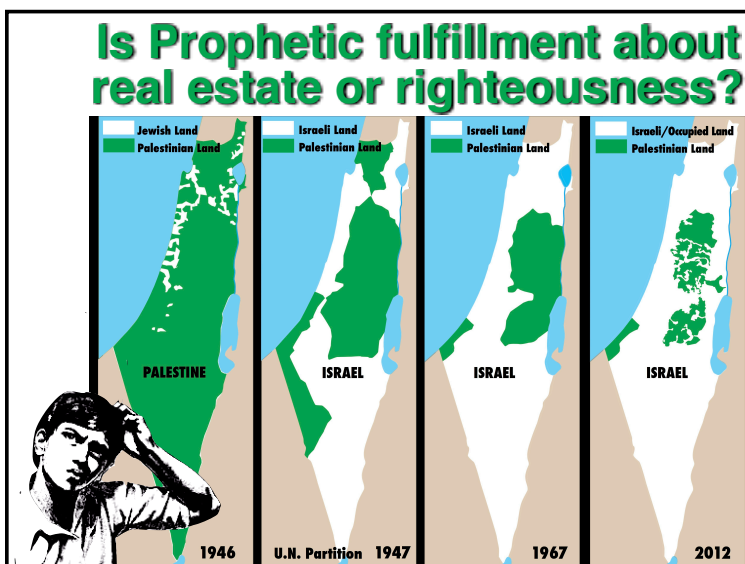 Is Prophetic fulfillment about
real estate or righteousness?
Jewish Land
Palestinian Land
PALESTINE
1946
Israeli Land
Palestinian Land
ISRAEL
U.N. Partition 1947
Israeli Land
Palestinian Land
ISRAEL
1967
Israeli/Occupied Land
Palestinian Land
ISRAEL
2012